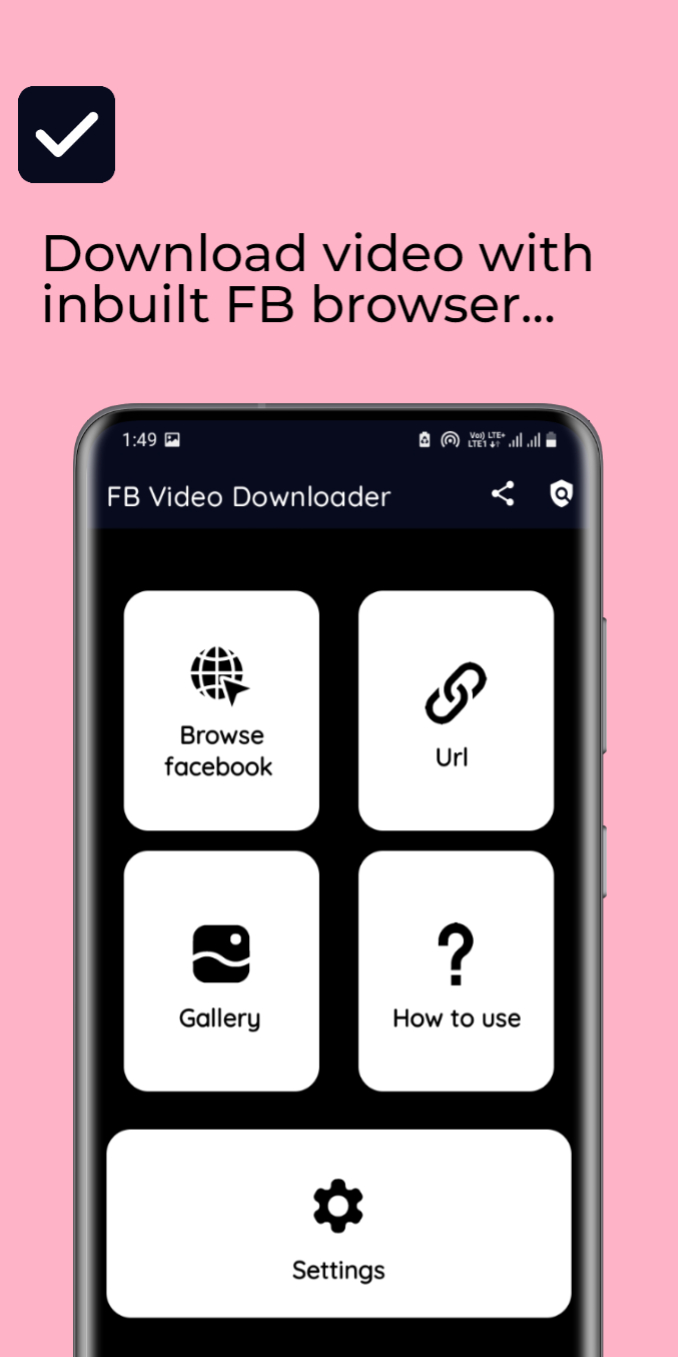 Download video with
inbuilt FB browser...
1:49
Vo) LTE+
LTE1
FB Video Downloader
Browse
facebook
Url
Gallery
How to use
Settings